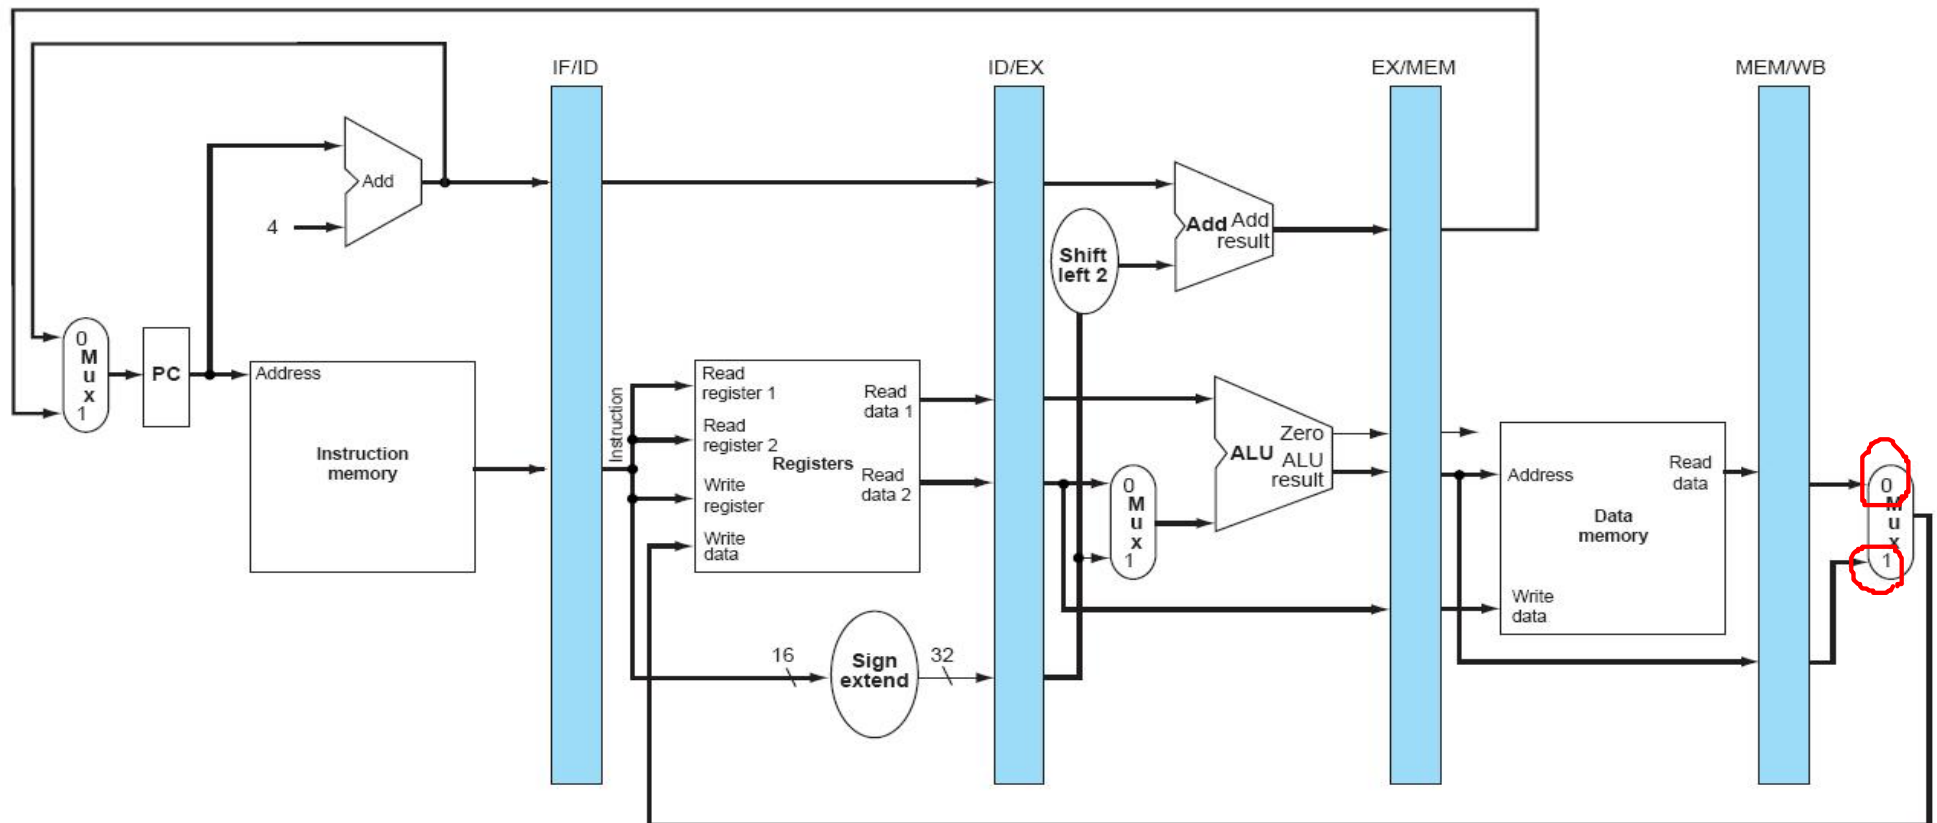 IF/ID
ID/EX
EX/MEM
MEM/WB
Add
4
Add Add
result
Shift
left 2
0
M
u
x
1
PC
Address
Instruction
memory
Instruction
Read
register 1
Read
register 2
Write
register
Write
data
Registers
Read
data 1
Read
data 2
16
Sign
extend
32
0
M
u
x
1
Zero
ALU
ALU
result
Address
Read
data
Data
memory
Write
data
0
M
u
x
1